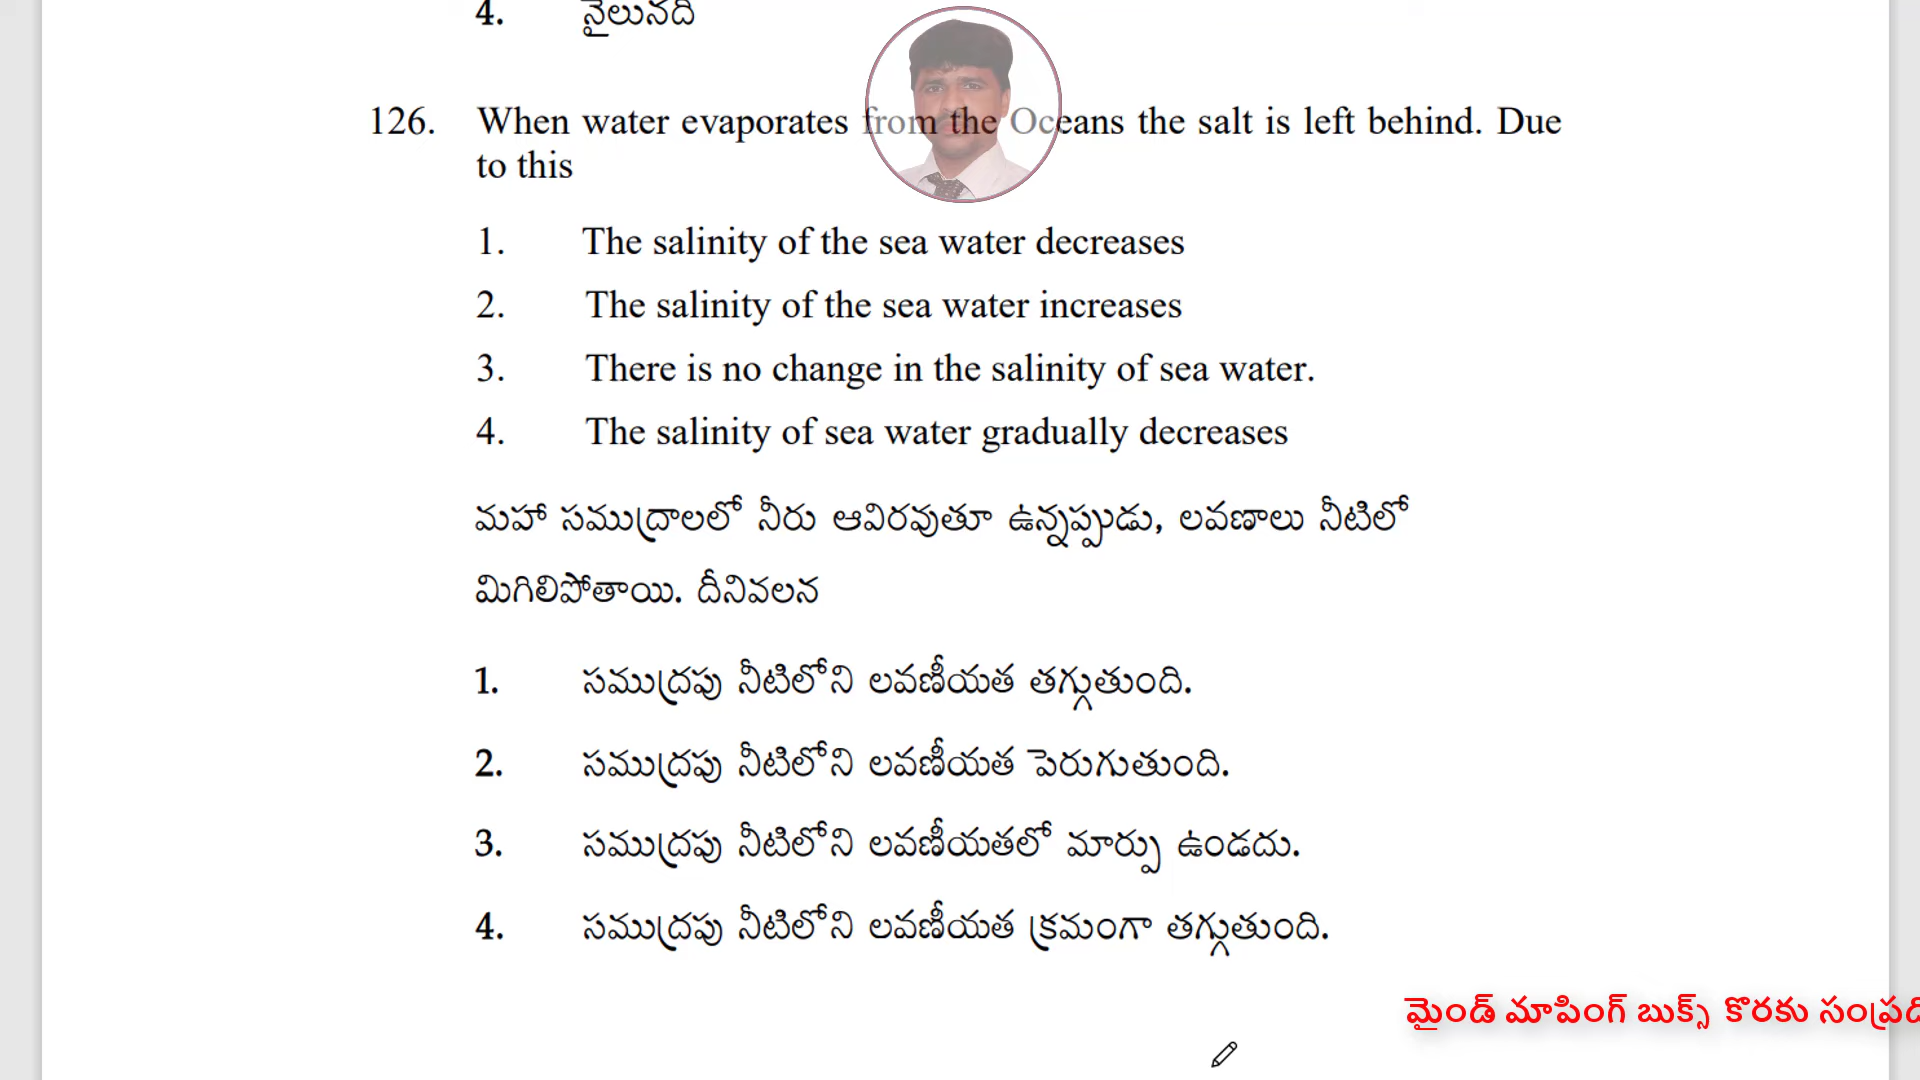 4. నైలునది
126. When water evaporates from the Oceans the salt is left behind. Due
to this
1. The salinity of the sea water decreases
2. The salinity of the sea water increases
3. There is no change in the salinity of sea water.
4. The salinity of sea water gradually decreases
మహా సముద్రాలలో నీరు ఆవిరవుతూ ఉన్నప్పుడు, లవణాలు నీటిలో
మిగిలిపోతాయి. దీనివలన
1. సముద్రపు నీటిలోని లవణీయత తగ్గుతుంది.
2. సముద్రపు నీటిలోని లవణీయత పెరుగుతుంది.
3. సముద్రపు నీటిలోని లవణీయతలో మార్పు ఉండదు.
4. సముద్రపు నీటిలోని లవణీయత క్రమంగా తగ్గుతుంది.
మైండ్ మాపింగ్ బుక్స్ కొరకు